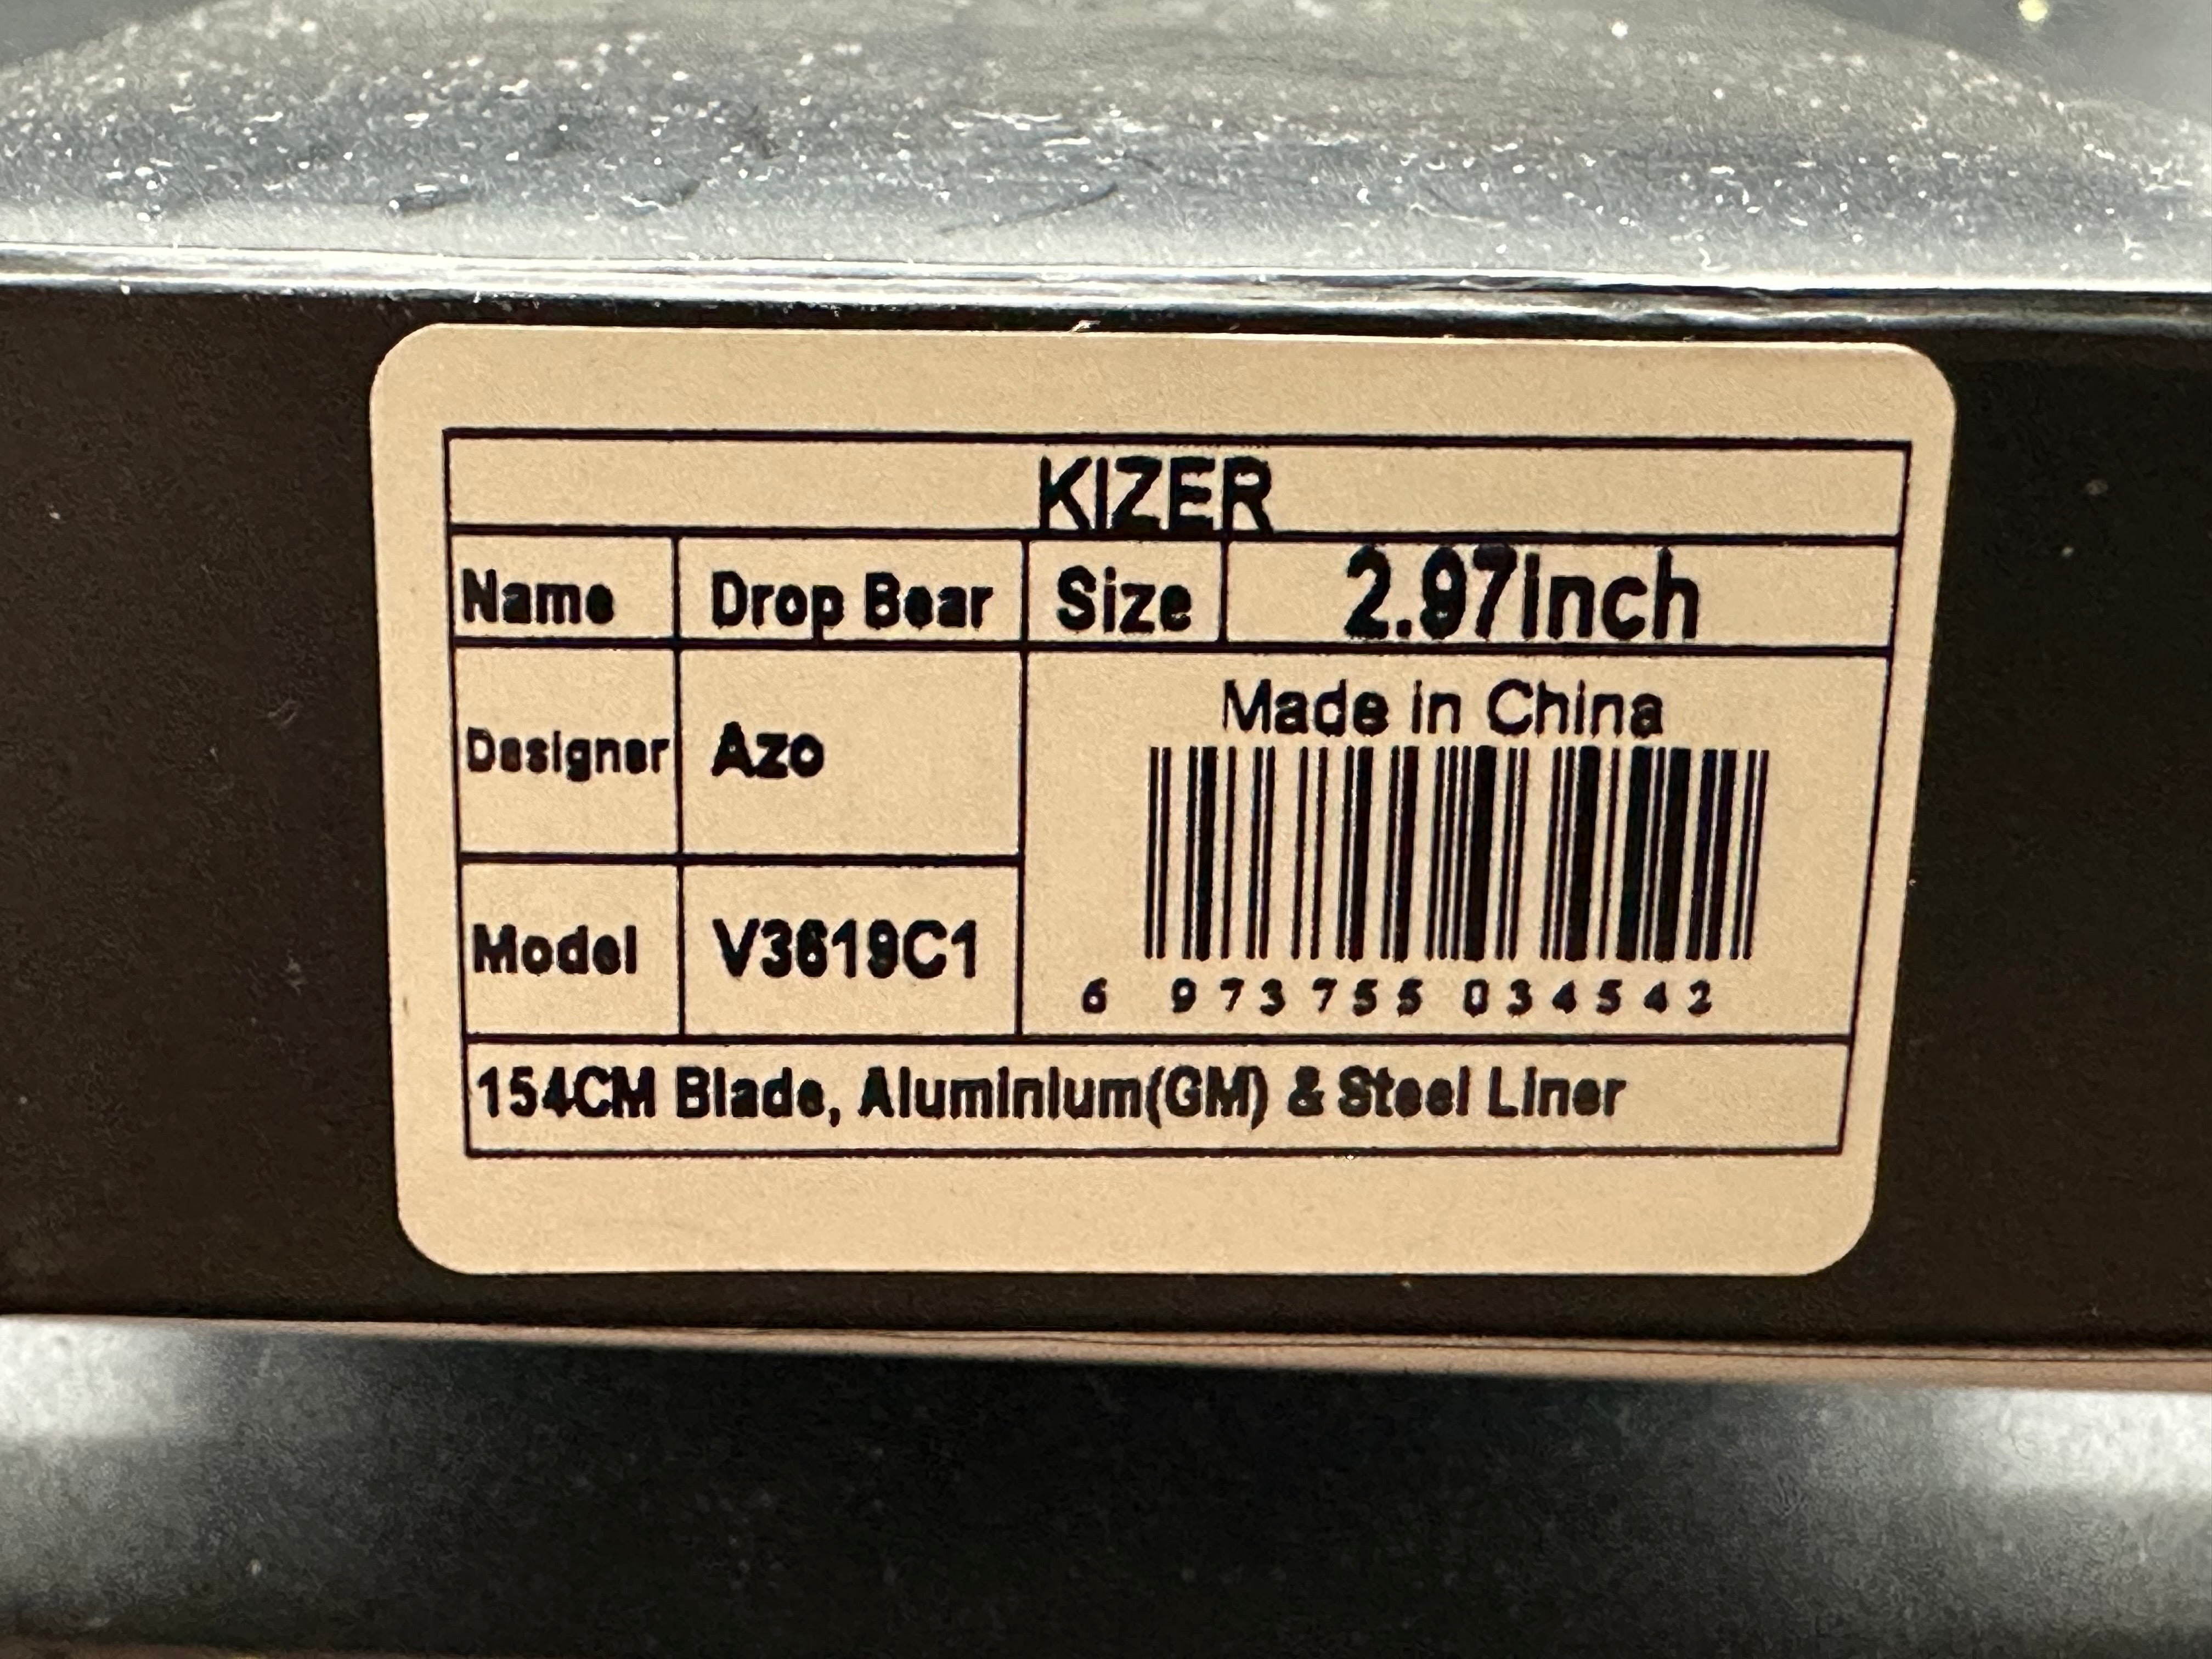 KIZER
Name Drop Bear Size 2.97inch
Designer Azo
Made in China
Model V3619C1
6 973755 034542
154CM Blade, Aluminium(GM) & Steel Liner